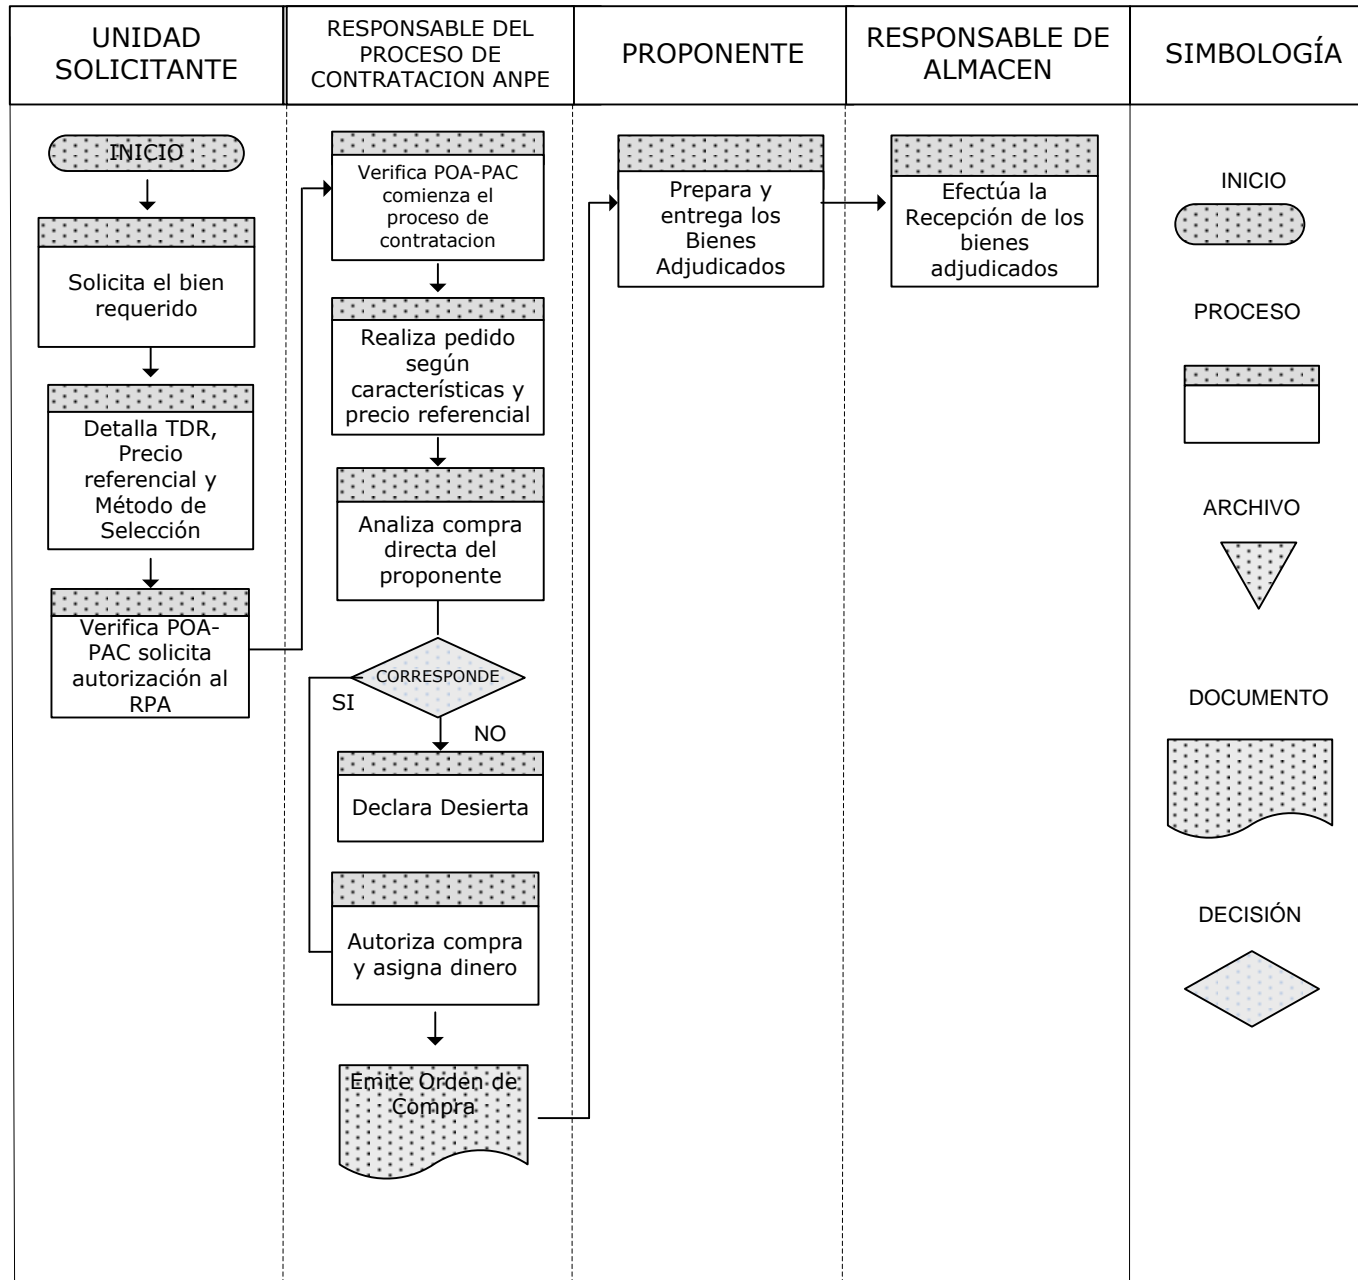 UNIDAD
SOLICITANTE
RESPONSABLE DEL
PROCESO DE
CONTRATACION ANPE
PROPONENTE
RESPONSABLE DE
ALMACEN
SIMBOLOGÍA
INICIO
Solicita el bien
requerido
Detalla TDR,
Precio
referencial y
Método de
Selección
Verifica POA-
PAC solicita
autorización al
RPA
Verifica POA-PAC
comienza el
proceso de
contratacion
Realiza pedido
según
características y
precio referencial
Analiza compra
directa del
proponente
CORRESPONDE
SI
NO
Declara Desierta
Autoriza compra
y asigna dinero
Emite Orden de
Compra
Prepara y
entrega los
Bienes
Adjudicados
Efectúa la
Recepción de los
bienes
adjudicados
INICIO
PROCESO
ARCHIVO
DOCUMENTO
DECISIÓN